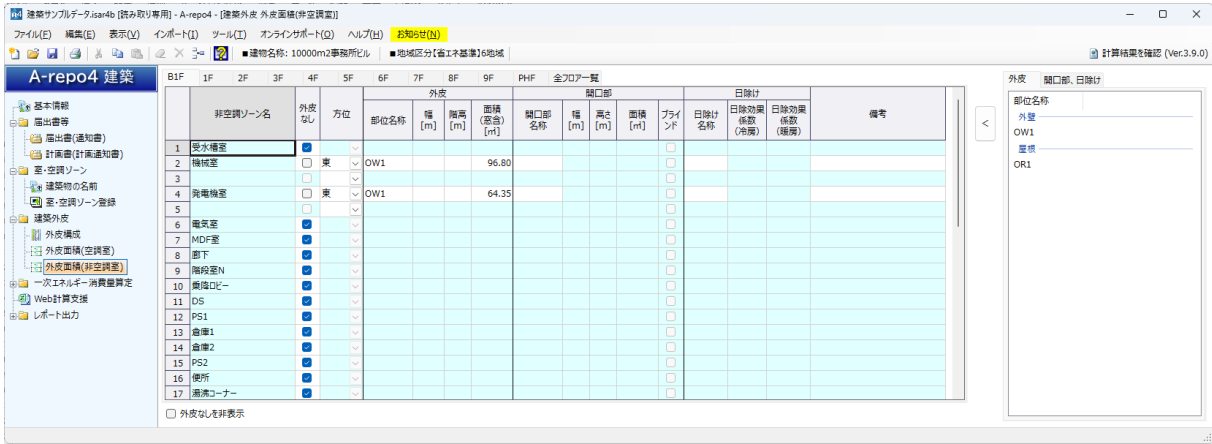 建築サンプルデータ.isar4b [読み取り専用] - A-repo4 - [建築外皮 外皮面積(非空調室)]
ファイル(F) 編集(E) 表示(V) インポート(I) ツール(T) オンラインサポート(O) ヘルプ(H) お知らせ(N)
■建物名称: 10000m2事務所ビル ■地域区分【省エネ基準】6地域 計算結果を確認 (Ver.3.9.0)
A-repo4 建築
基本情報
届出書等
届出書(通知書)
計画書(計画通知書)
室・空調ゾーン
建築物の名前
室・空調ゾーン登録
建築外皮
外皮構成
外皮面積(空調室)
外皮面積(非空調室)
一次エネルギー消費量算定
Web計算支援
レポート出力
B1F 1F 2F 3F 4F 5F 6F 7F 8F 9F PHF 全フロア一覧
外皮 開口部 日除け
非空調ゾーン名 外皮なし 方位 部位名称 幅[m] 階高[m] 面積(窓含)[㎡] 開口部名称 幅[m] 高さ[m] 面積[㎡] ブラインド 日除け名称 日除効果係数(冷房) 日除効果係数(暖房) 備考
1 受水槽室
2 機械室 東 OW1 96.80
3
4 発電機室 東 OW1 64.35
5
6 電気室
7 MDF室
8 廊下
9 階段室N
10 乗降ロビー
11 DS
12 PS1
13 倉庫1
14 倉庫2
15 PS2
16 便所
17 湯沸コーナー
外皮なしを非表示
<
外皮 開口部、日除け
部位名称
外壁
OW1
屋根
OR1